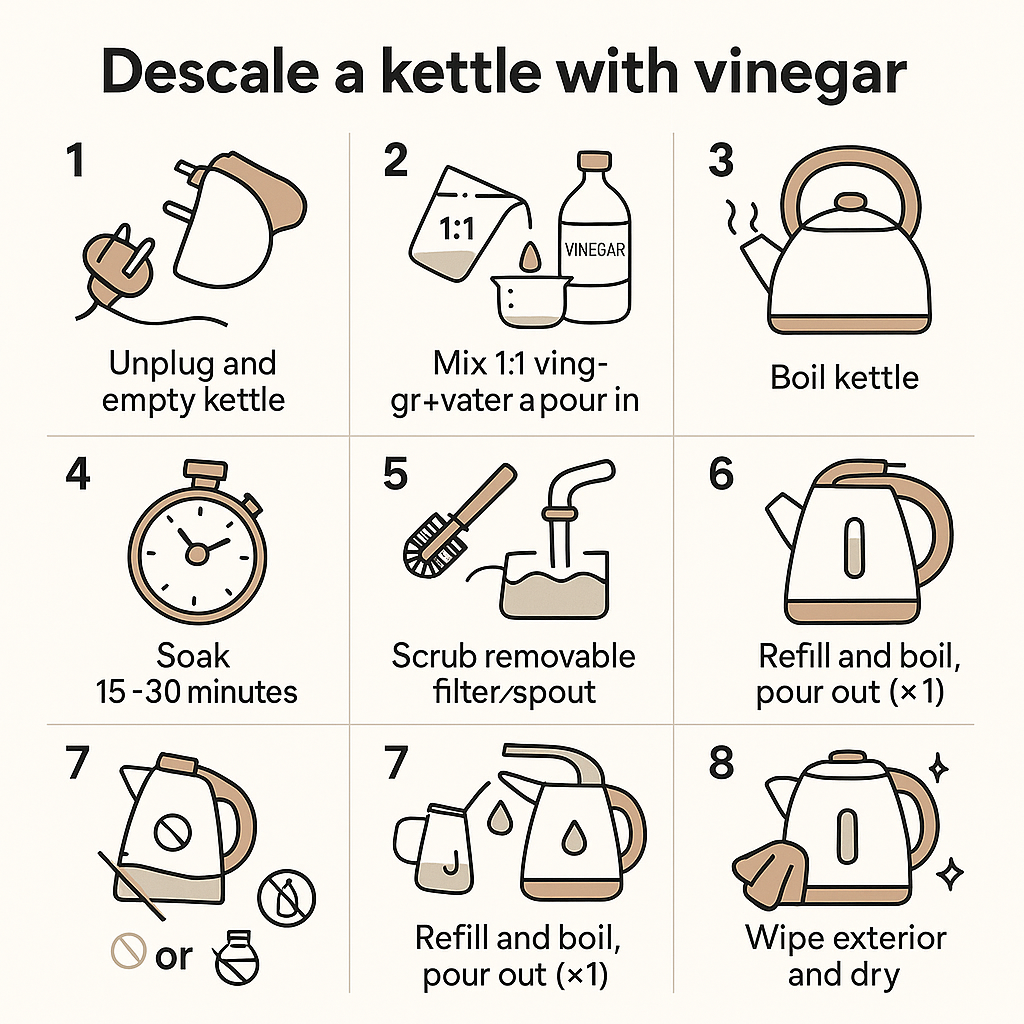 Descale a kettle with vinegar
1
2
1:1
VINEGAR
3
Unplug and
empty kettle
Mix 1:1 ving-
gr+vater a pour in
Boil kettle
4
5
6
Soak
15-30 minutes
Scrub removable
filter/spout
Refill and boil,
pour out (×1)
7
7
8
or
Refill and boil,
pour out (×1)
Wipe exterior
and dry